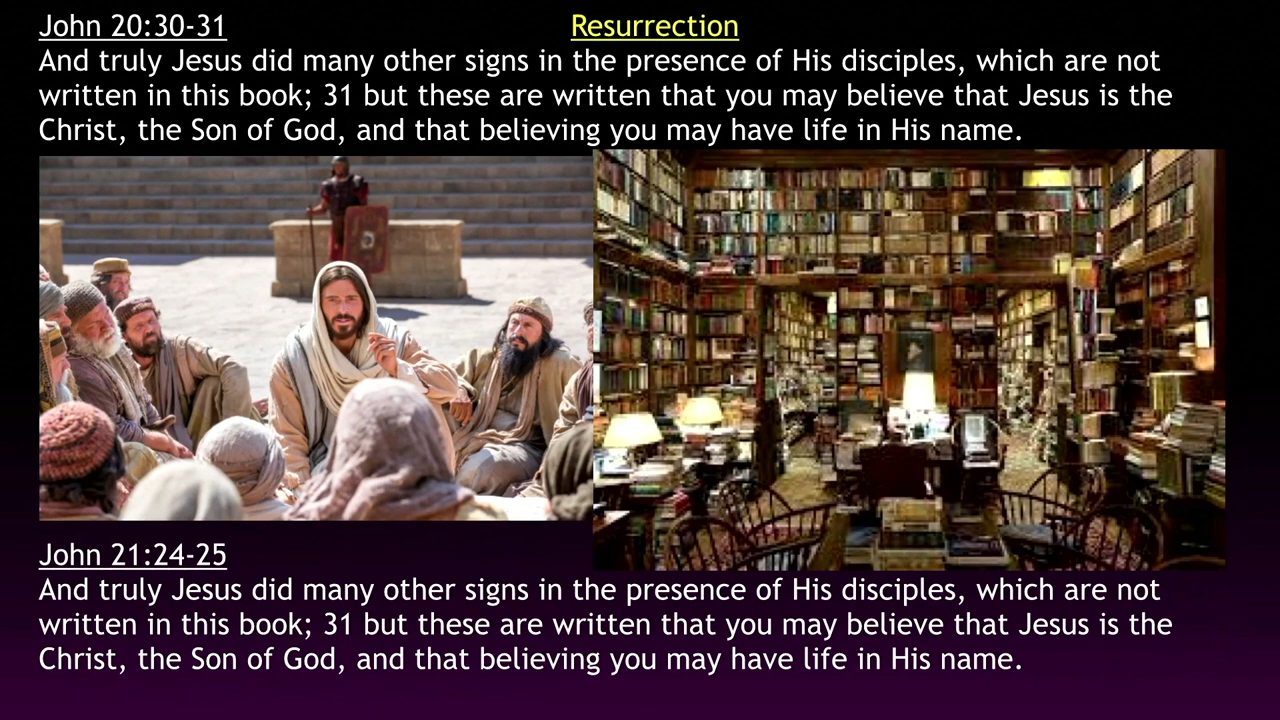 John 20:30-31 Resurrection
And truly Jesus did many other signs in the presence of His disciples, which are not
written in this book; 31 but these are written that you may believe that Jesus is the
Christ, the Son of God, and that believing you may have life in His name.
John 21:24-25
And truly Jesus did many other signs in the presence of His disciples, which are not
written in this book; 31 but these are written that you may believe that Jesus is the
Christ, the Son of God, and that believing you may have life in His name.